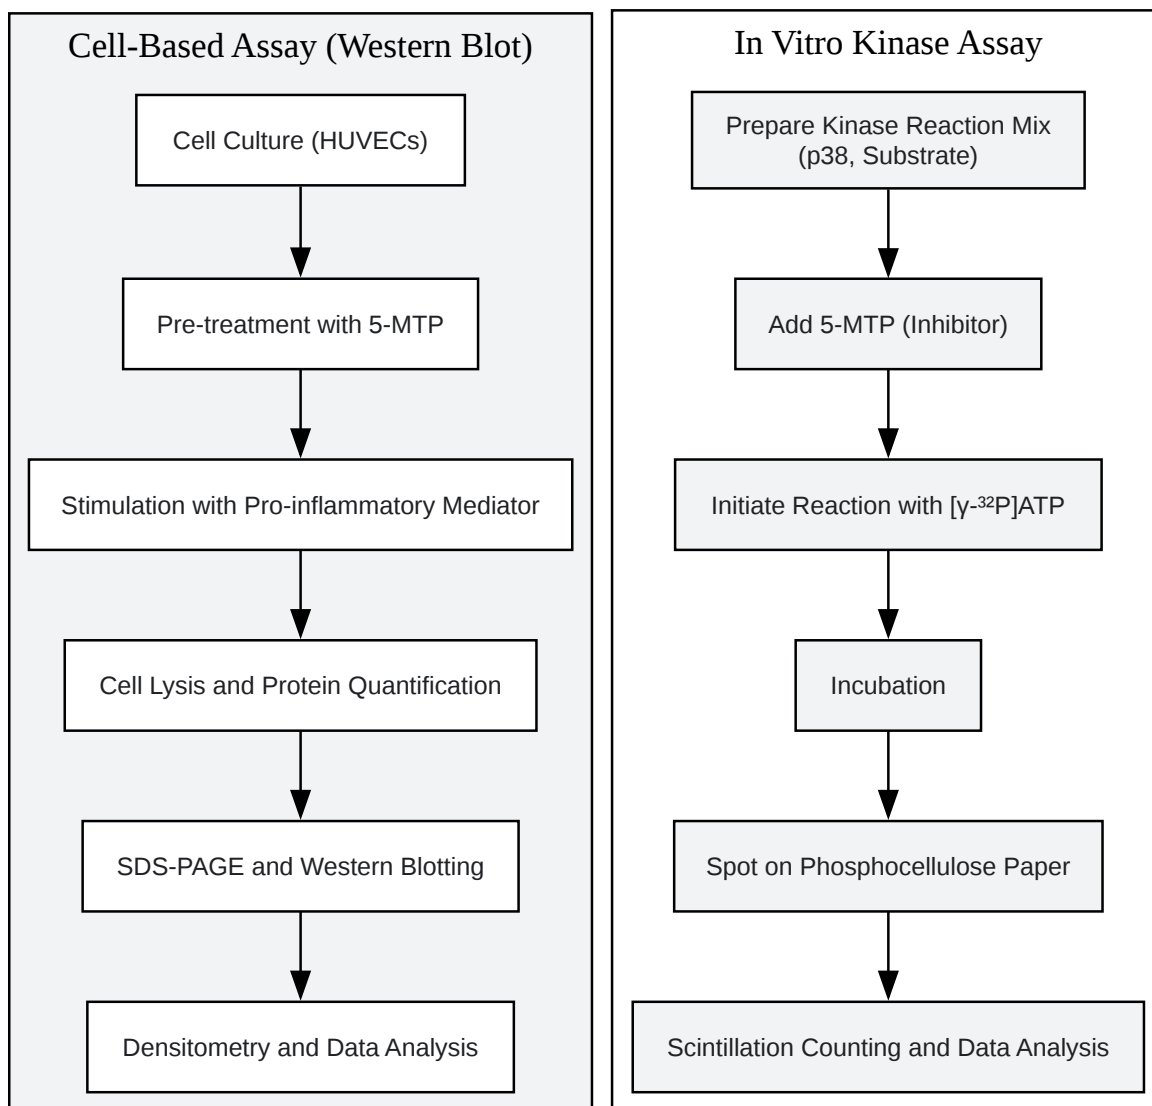 Cell-Based Assay (Western Blot)
Cell Culture (HUVECs)
Pre-treatment with 5-MTP
Stimulation with Pro-inflammatory Mediator
Cell Lysis and Protein Quantification
SDS-PAGE and Western Blotting
Densitometry and Data Analysis
In Vitro Kinase Assay
Prepare Kinase Reaction Mix
(p38, Substrate)
Add 5-MTP (Inhibitor)
Initiate Reaction with [γ-³²P]ATP
Incubation
Spot on Phosphocellulose Paper
Scintillation Counting and Data Analysis